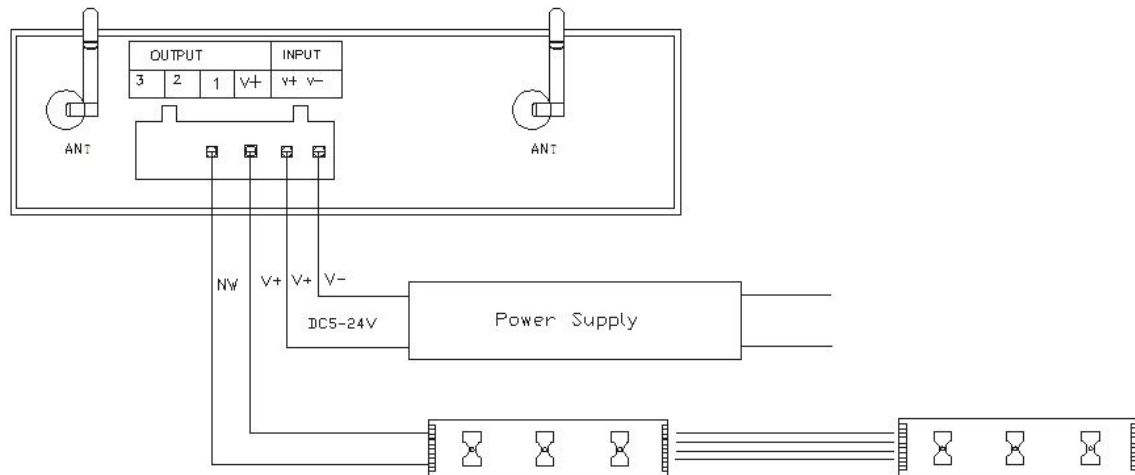 OUTPUT INPUT
3 2 1 V+ V+ V-
ANT ANT
NW V+ V+ V-
DC5-24V
Power Supply